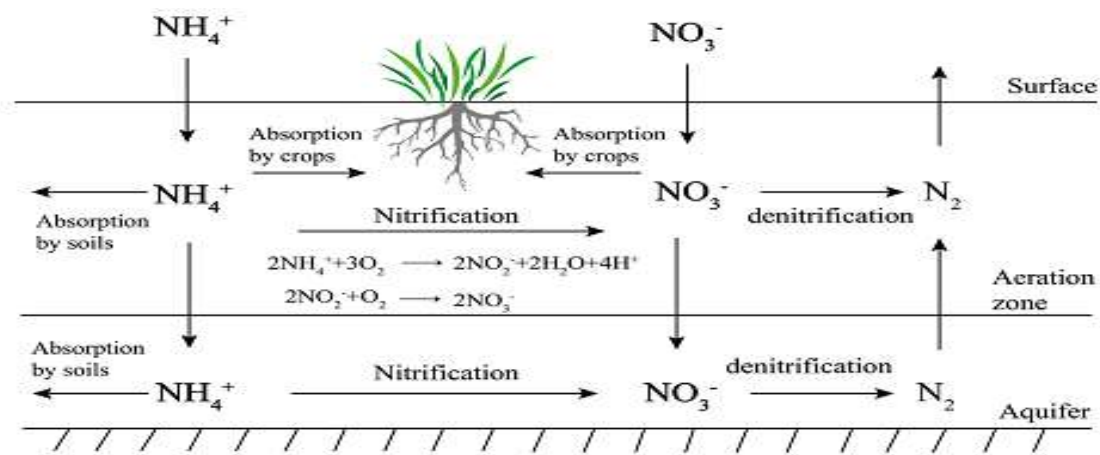 NH₄⁺
NO₃⁻
Surface
Absorption
by crops
Absorption
by crops
NH₄⁺
NO₃⁻
N₂
Absorption
by soils
Nitrification
denitrification
2NH₄⁺+3O₂ → 2NO₂⁻+2H₂O+4H⁺
2NO₂⁻+O₂ → 2NO₃⁻
Aeration
zone
Absorption
by soils
Nitrification
denitrification
NH₄⁺
NO₃⁻
N₂
Aquifer